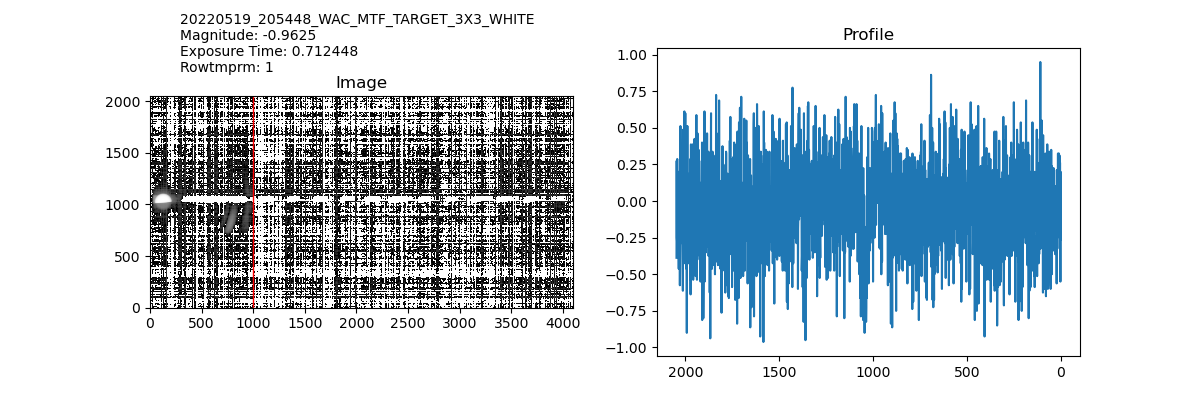 20220519_205448_WAC_MTF_TARGET_3X3_WHITE
Magnitude: -0.9625
Exposure Time: 0.712448
Rowtmprm: 1
Image
2000
1500
1000
500
0
0 500 1000 1500 2000 2500 3000 3500 4000
Profile
1.00
0.75
0.50
0.25
0.00
−0.25
−0.50
−0.75
−1.00
2000 1500 1000 500 0